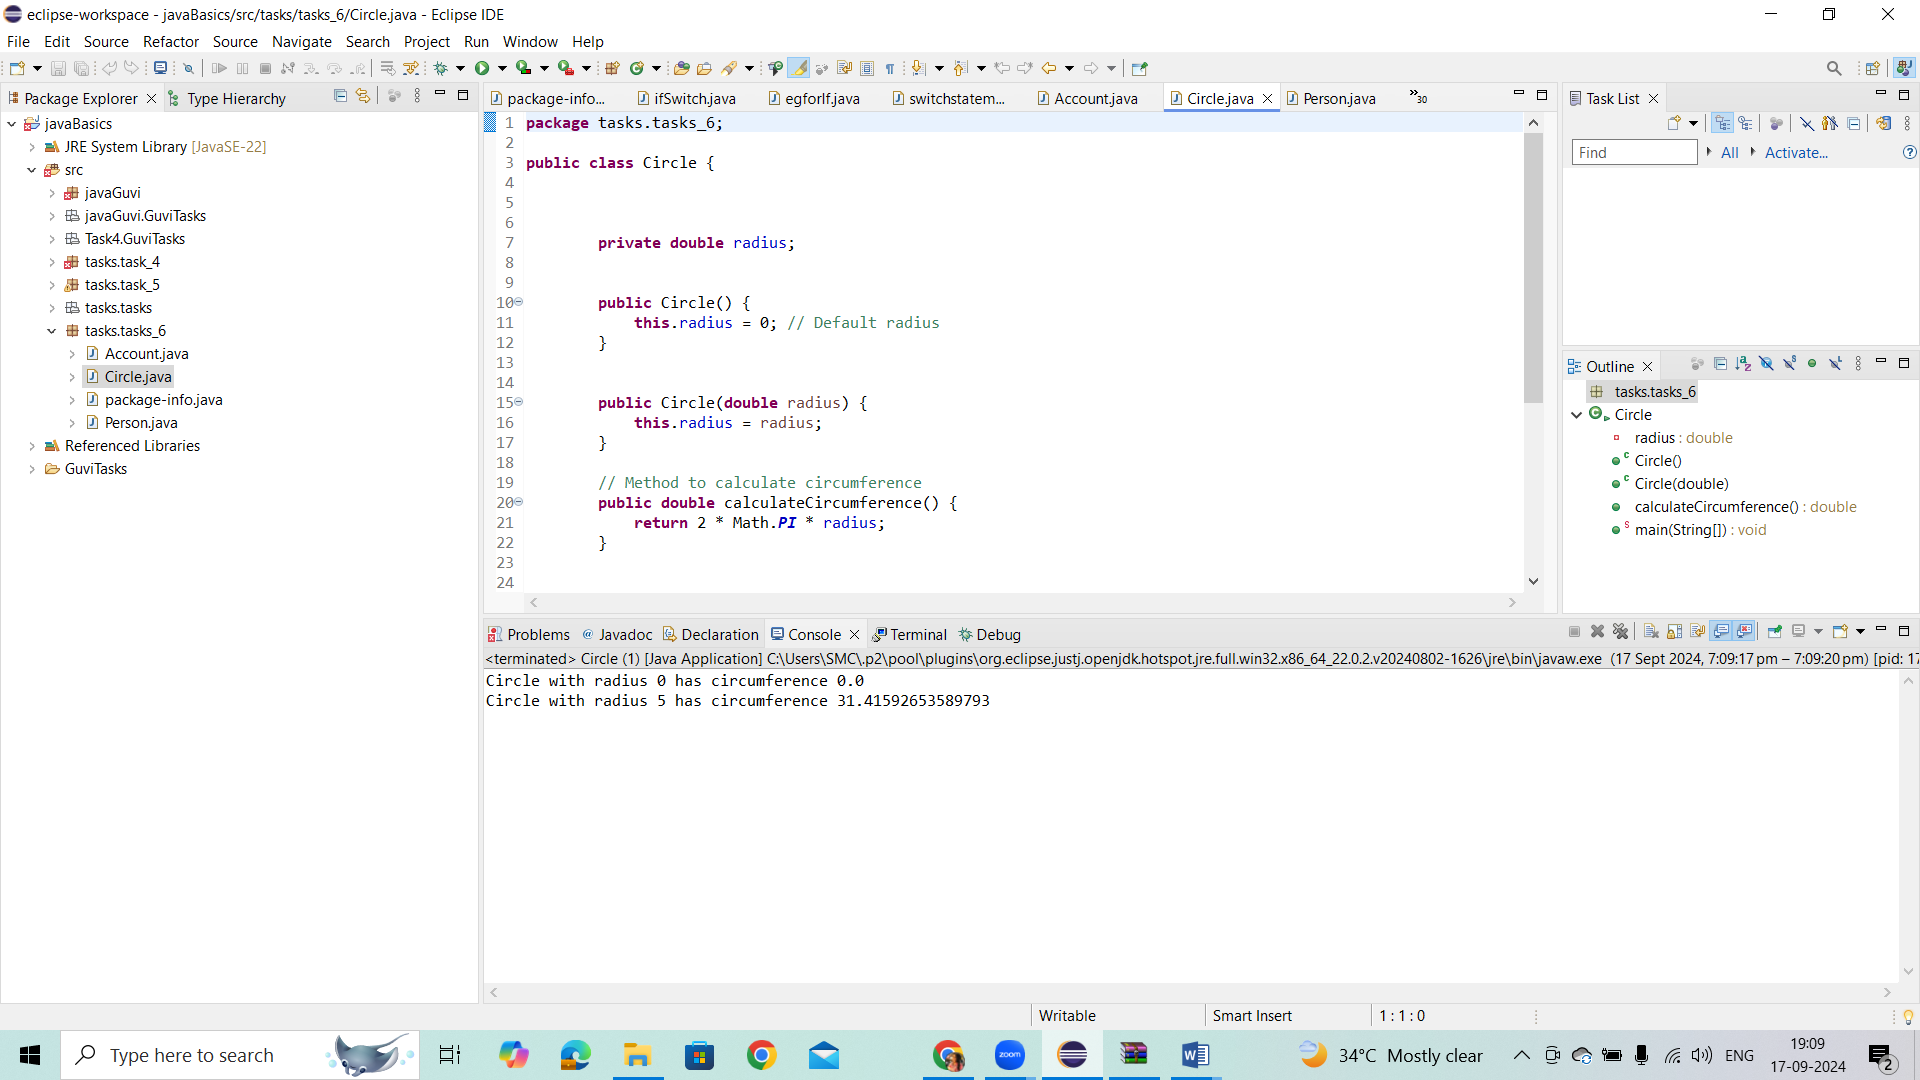 eclipse-workspace - javaBasics/src/tasks/tasks_6/Circle.java - Eclipse IDE
File Edit Source Refactor Source Navigate Search Project Run Window Help
Package Explorer Type Hierarchy
javaBasics
JRE System Library [JavaSE-22]
src
javaGuvi
javaGuvi.GuviTasks
Task4.GuviTasks
tasks.task_4
tasks.task_5
tasks.tasks
tasks.tasks_6
Account.java
Circle.java
package-info.java
Person.java
Referenced Libraries
GuviTasks
package-info... ifSwitch.java egforIf.java switchstatem... Account.java Circle.java Person.java »30
1 package tasks.tasks_6;
2
3 public class Circle {
4
5
6
7 private double radius;
8
9
10 public Circle() {
11 this.radius = 0; // Default radius
12 }
13
14
15 public Circle(double radius) {
16 this.radius = radius;
17 }
18
19 // Method to calculate circumference
20 public double calculateCircumference() {
21 return 2 * Math.PI * radius;
22 }
23
24
Task List
Find All Activate...
Outline
tasks.tasks_6
Circle
radius : double
Circle()
Circle(double)
calculateCircumference() : double
main(String[]) : void
Problems Javadoc Declaration Console Terminal Debug
<terminated> Circle (1) [Java Application] C:\Users\SMC\.p2\pool\plugins\org.eclipse.justj.openjdk.hotspot.jre.full.win32.x86_64_22.0.2.v20240802-1626\jre\bin\javaw.exe (17 Sept 2024, 7:09:17 pm – 7:09:20 pm) [pid: 17
Circle with radius 0 has circumference 0.0
Circle with radius 5 has circumference 31.41592653589793
Writable Smart Insert 1 : 1 : 0
Type here to search
zoom
34°C Mostly clear
ENG
19:09
17-09-2024
2